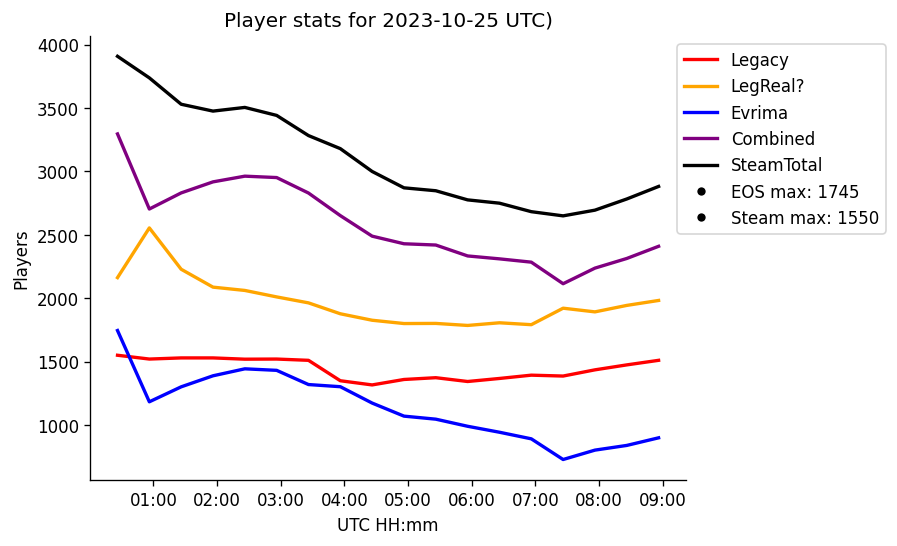 Player stats for 2023-10-25 UTC)
Legacy
LegReal?
Evrima
Combined
SteamTotal
EOS max: 1745
Steam max: 1550
Players
4000
3500
3000
2500
2000
1500
1000
01:00 02:00 03:00 04:00 05:00 06:00 07:00 08:00 09:00
UTC HH:mm